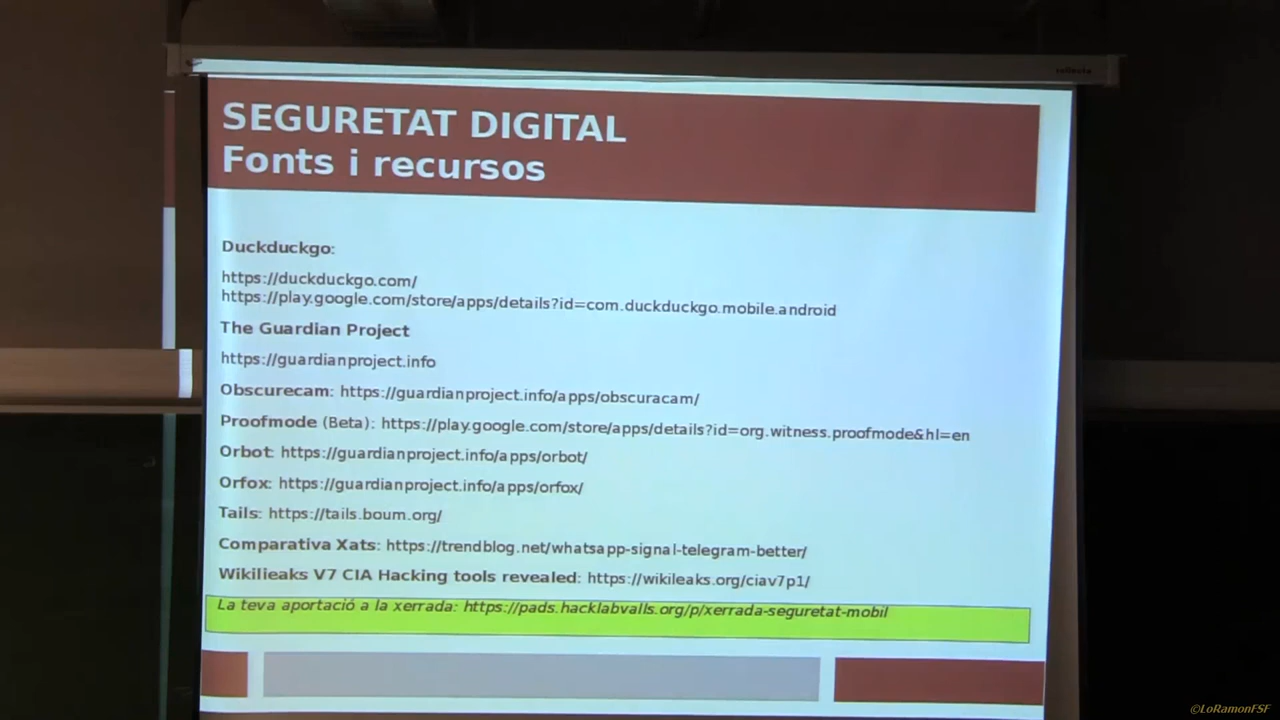 SEGURETAT DIGITAL
Fonts i recursos
Duckduckgo:
https://duckduckgo.com/
https://play.google.com/store/apps/details?id=com.duckduckgo.mobile.android
The Guardian Project
https://guardianproject.info
Obscurecam: https://guardianproject.info/apps/obscuracam/
Proofmode (Beta): https://play.google.com/store/apps/details?id=org.witness.proofmode&hl=en
Orbot: https://guardianproject.info/apps/orbot/
Orfox: https://guardianproject.info/apps/orfox/
Tails: https://tails.boum.org/
Comparativa Xats: https://trendblog.net/whatsapp-signal-telegram-better/
Wikilieaks V7 CIA Hacking tools revealed: https://wikileaks.org/ciav7p1/
La teva aportació a la xerrada: https://pads.hacklabvalls.org/p/xerrada-seguretat-mobil
©LoRamonFSF